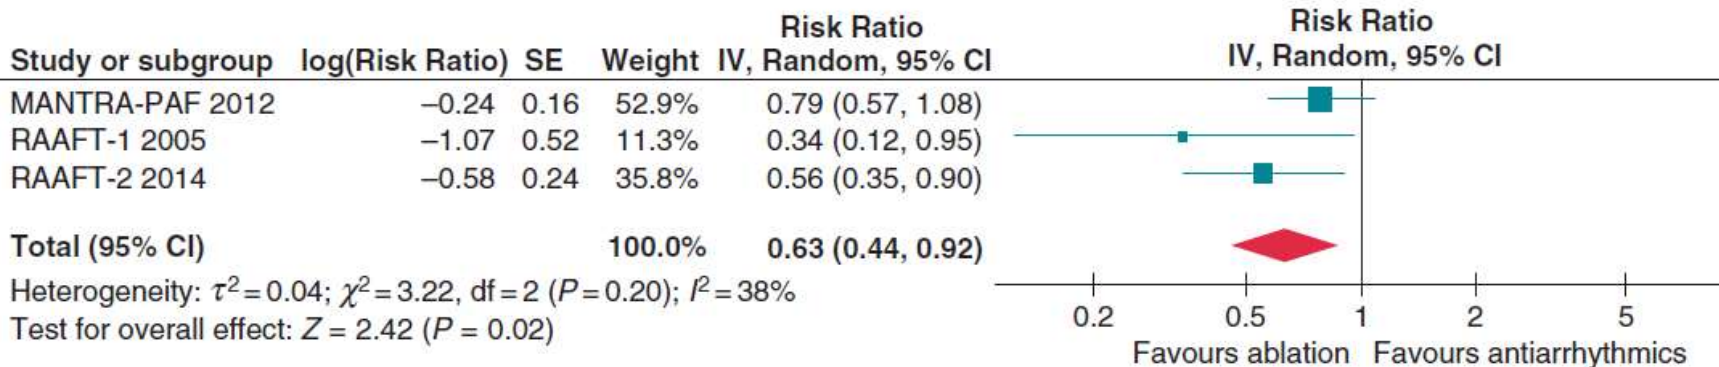 Risk Ratio Risk Ratio
Study or subgroup log(Risk Ratio) SE Weight IV, Random, 95% CI IV, Random, 95% CI
MANTRA-PAF 2012 −0.24 0.16 52.9% 0.79 (0.57, 1.08)
RAAFT-1 2005 −1.07 0.52 11.3% 0.34 (0.12, 0.95)
RAAFT-2 2014 −0.58 0.24 35.8% 0.56 (0.35, 0.90)
Total (95% CI) 100.0% 0.63 (0.44, 0.92)
Heterogeneity: τ²=0.04; χ²=3.22, df=2 (P=0.20); I²=38%
Test for overall effect: Z = 2.42 (P = 0.02)
0.2 0.5 1 2 5
Favours ablation Favours antiarrhythmics